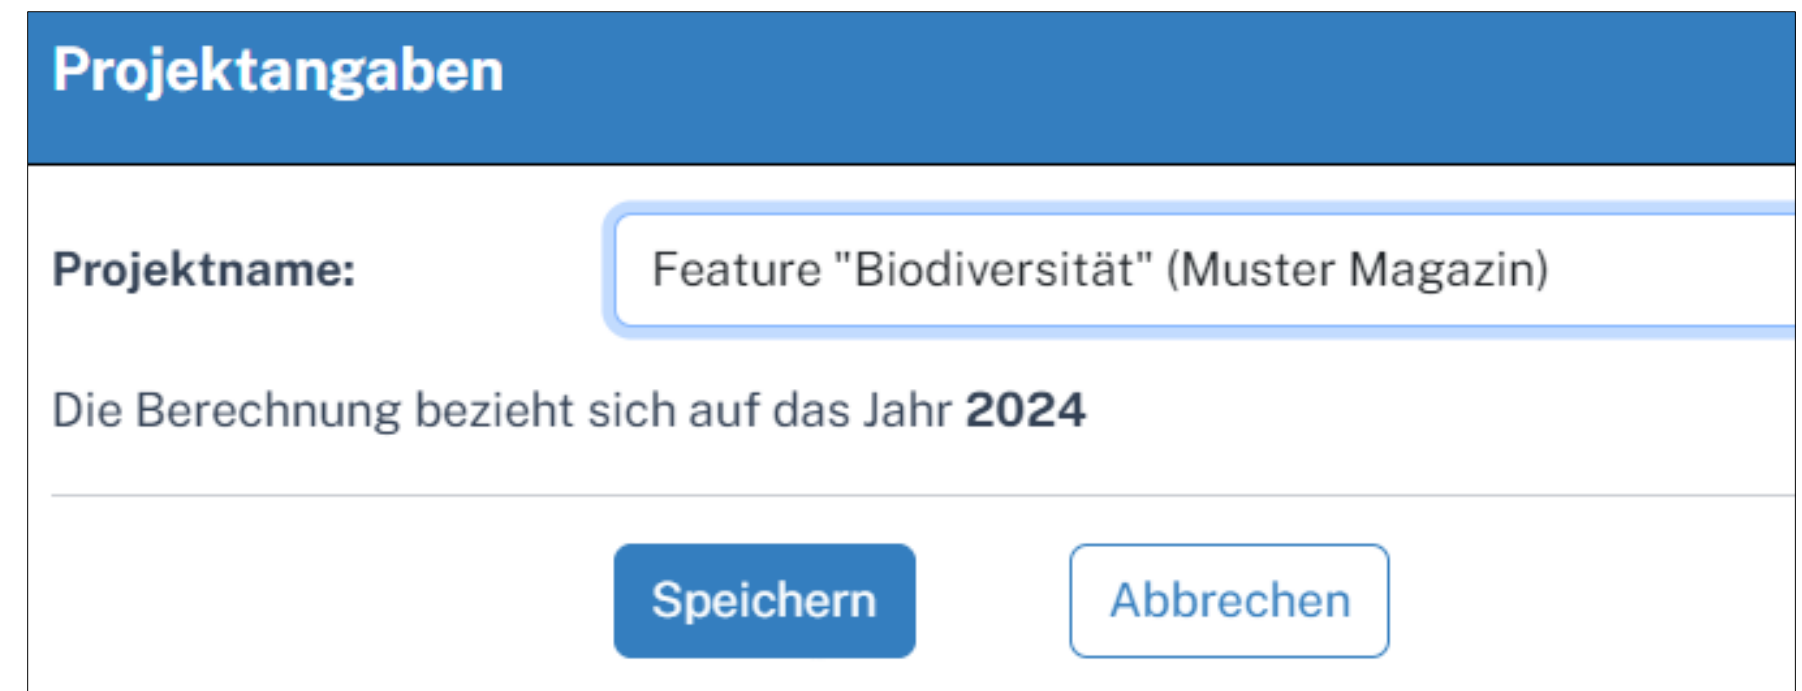 Projektangaben
Projektname: Feature "Biodiversität" (Muster Magazin)
Die Berechnung bezieht sich auf das Jahr 2024
Speichern Abbrechen